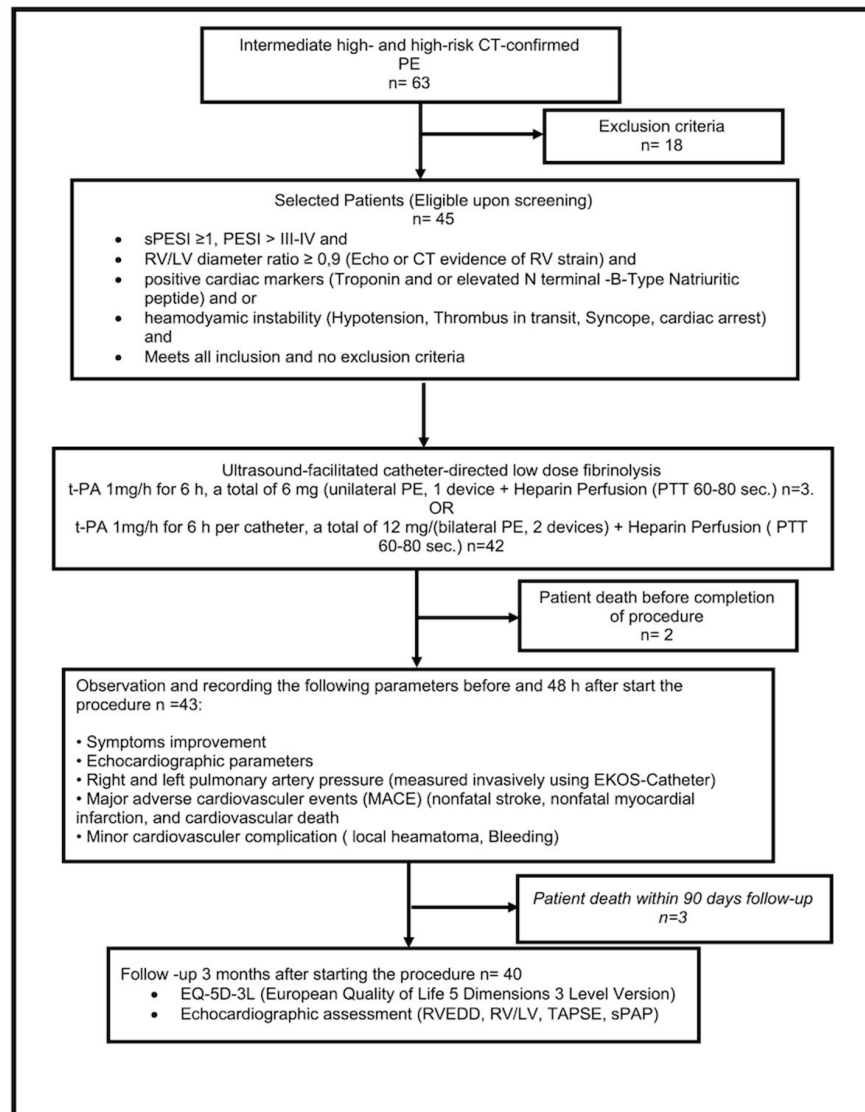 Intermediate high- and high-risk CT-confirmed
PE
n= 63
Exclusion criteria
n= 18
Selected Patients (Eligible upon screening)
n= 45
• sPESI ≥1, PESI > III-IV and
• RV/LV diameter ratio ≥ 0,9 (Echo or CT evidence of RV strain) and
• positive cardiac markers (Troponin and or elevated N terminal -B-Type Natriuritic
peptide) and or
• heamodyamic instability (Hypotension, Thrombus in transit, Syncope, cardiac arrest)
and
• Meets all inclusion and no exclusion criteria
Ultrasound-facilitated catheter-directed low dose fibrinolysis
t-PA 1mg/h for 6 h, a total of 6 mg (unilateral PE, 1 device + Heparin Perfusion (PTT 60-80 sec.) n=3.
OR
t-PA 1mg/h for 6 h per catheter, a total of 12 mg/(bilateral PE, 2 devices) + Heparin Perfusion ( PTT
60-80 sec.) n=42
Patient death before completion
of procedure
n= 2
Observation and recording the following parameters before and 48 h after start the
procedure n =43:
• Symptoms improvement
• Echocardiographic parameters
• Right and left pulmonary artery pressure (measured invasively using EKOS-Catheter)
• Major adverse cardiovasculer events (MACE) (nonfatal stroke, nonfatal myocardial
infarction, and cardiovascular death
• Minor cardiovasculer complication ( local heamatoma, Bleeding)
Patient death within 90 days follow-up
n=3
Follow -up 3 months after starting the procedure n= 40
• EQ-5D-3L (European Quality of Life 5 Dimensions 3 Level Version)
• Echocardiographic assessment (RVEDD, RV/LV, TAPSE, sPAP)